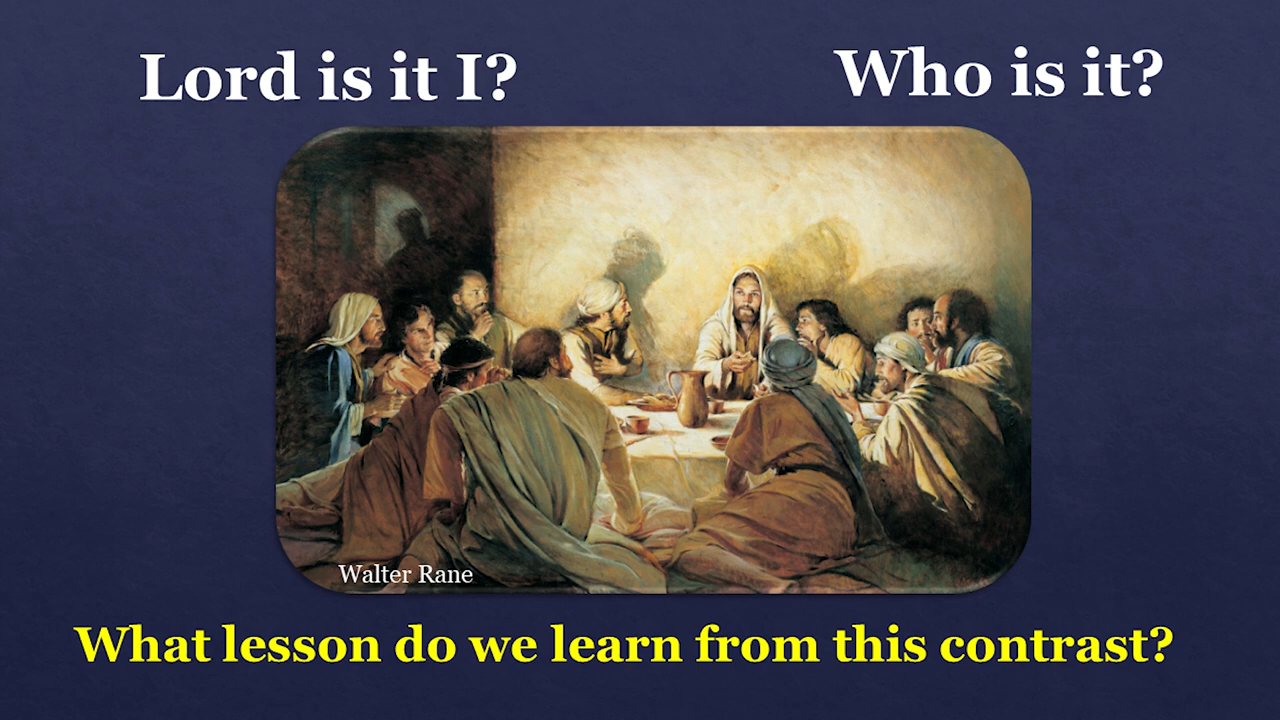 Lord is it I?
Who is it?
Walter Rane
What lesson do we learn from this contrast?